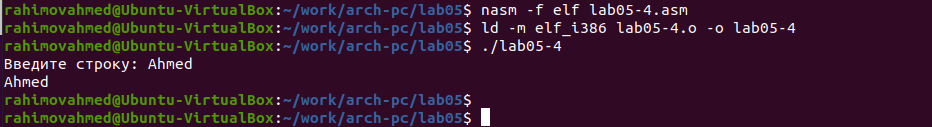 rahimovahmed@Ubuntu-VirtualBox:~/work/arch-pc/lab05$ nasm -f elf lab05-4.asm
rahimovahmed@Ubuntu-VirtualBox:~/work/arch-pc/lab05$ ld -m elf_i386 lab05-4.o -o lab05-4
rahimovahmed@Ubuntu-VirtualBox:~/work/arch-pc/lab05$ ./lab05-4
Введите строку: Ahmed
Ahmed
rahimovahmed@Ubuntu-VirtualBox:~/work/arch-pc/lab05$
rahimovahmed@Ubuntu-VirtualBox:~/work/arch-pc/lab05$